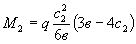 M₂ = q c₂²/6в (3в − 4c₂)